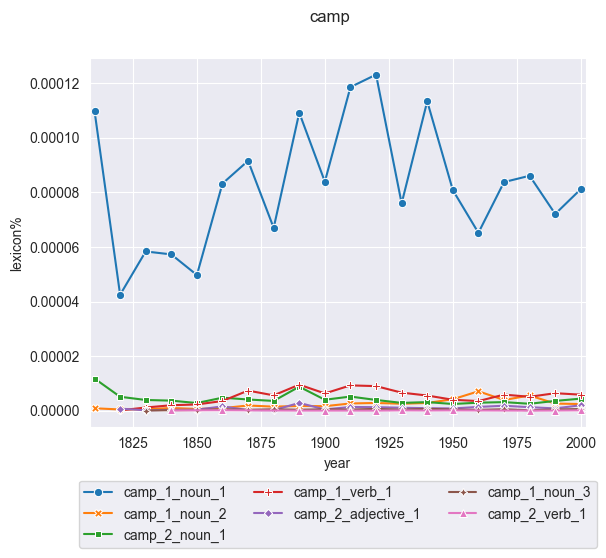 camp
0.00012
0.00010
0.00008
0.00006
0.00004
0.00002
0.00000
lexicon%
1825 1850 1875 1900 1925 1950 1975 2000
year
camp_1_noun_1 camp_1_verb_1 camp_1_noun_3
camp_1_noun_2 camp_2_adjective_1 camp_2_verb_1
camp_2_noun_1